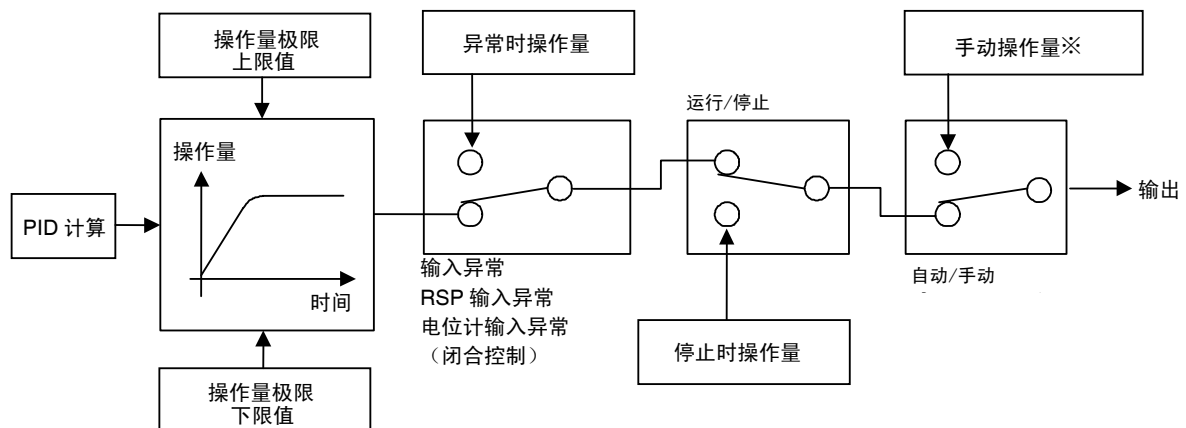 操作量极限
上限值
异常时操作量
手动操作量※
运行/停止
操作量
PID 计算
时间
输出
输入异常
RSP 输入异常
电位计输入异常
（闭合控制）
自动/手动
停止时操作量
操作量极限
下限值